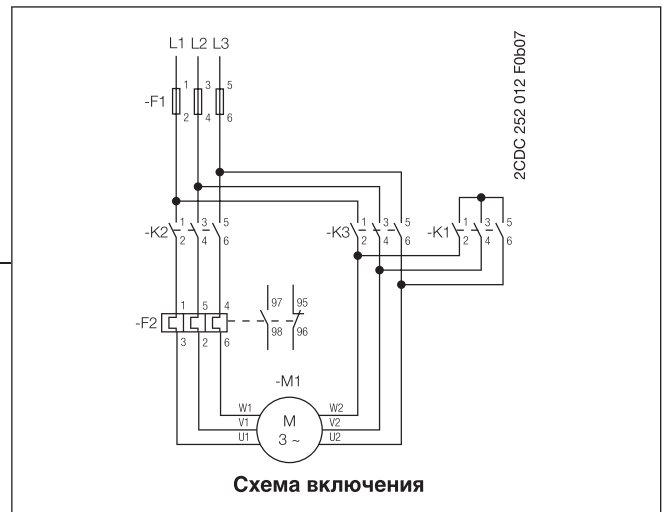 L1 L2 L3
2CDC 252 012 F0b07
-F1
1 3 5
2 4 6
-K2
1 3 5
2 4 6
-K3
1 3 5
2 4 6
-K1
1 3 5
2 4 6
-F2
1 5 4
3 2 6
97 95
98 96
-M1
W1 W2
V1 M V2
U1 3 ~ U2
Схема включения